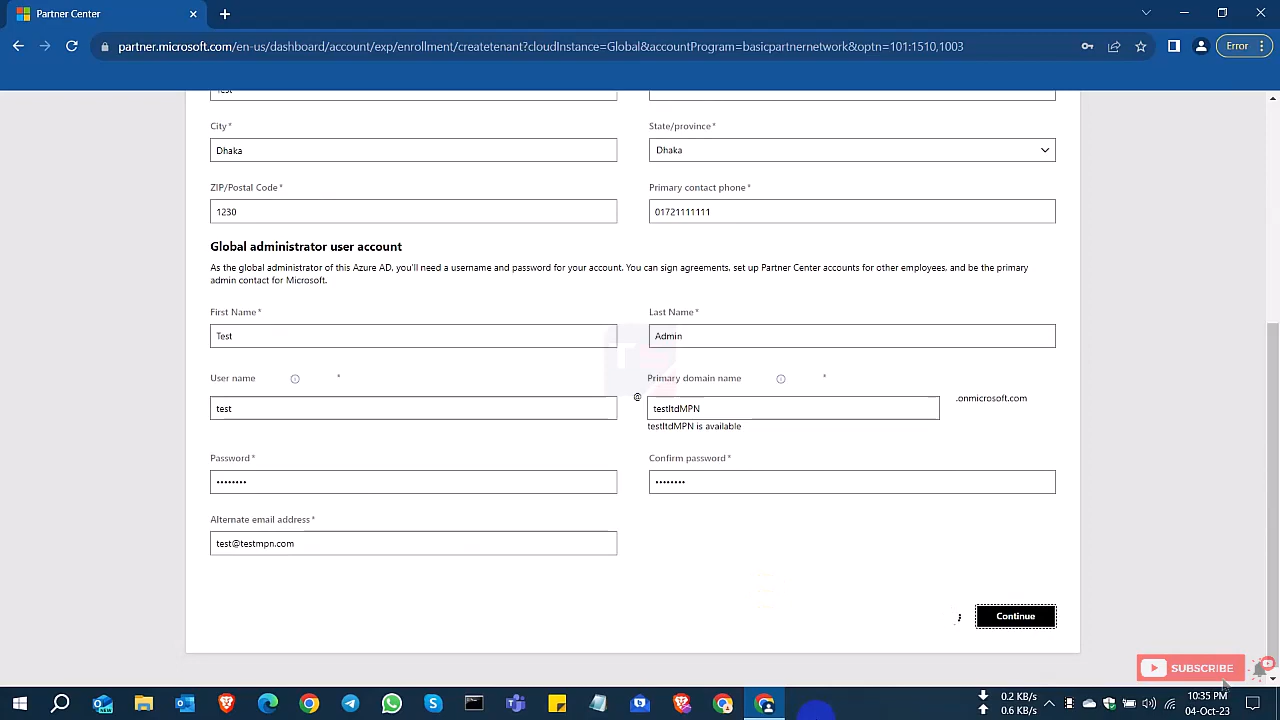 Partner Center
partner.microsoft.com/en-us/dashboard/account/exp/enrollment/createtenant?cloudInstance=Global&accountProgram=basicpartnernetwork&optn=101:1510,1003
Error
Test
City*
State/province*
Dhaka
Dhaka
ZIP/Postal Code*
Primary contact phone*
1230
01721111111
Global administrator user account
As the global administrator of this Azure AD, you'll need a username and password for your account. You can sign agreements, set up Partner Center accounts for other employees, and be the primary
admin contact for Microsoft.
First Name*
Last Name*
Test
Admin
User name *
Primary domain name *
test
@
testltdMPN
.onmicrosoft.com
testltdMPN is available
Password*
Confirm password*
••••••••
••••••••
Alternate email address*
test@testmpn.com
Continue
SUBSCRIBE
0.2 KB/s
0.6 KB/s
10:35 PM
04-Oct-23